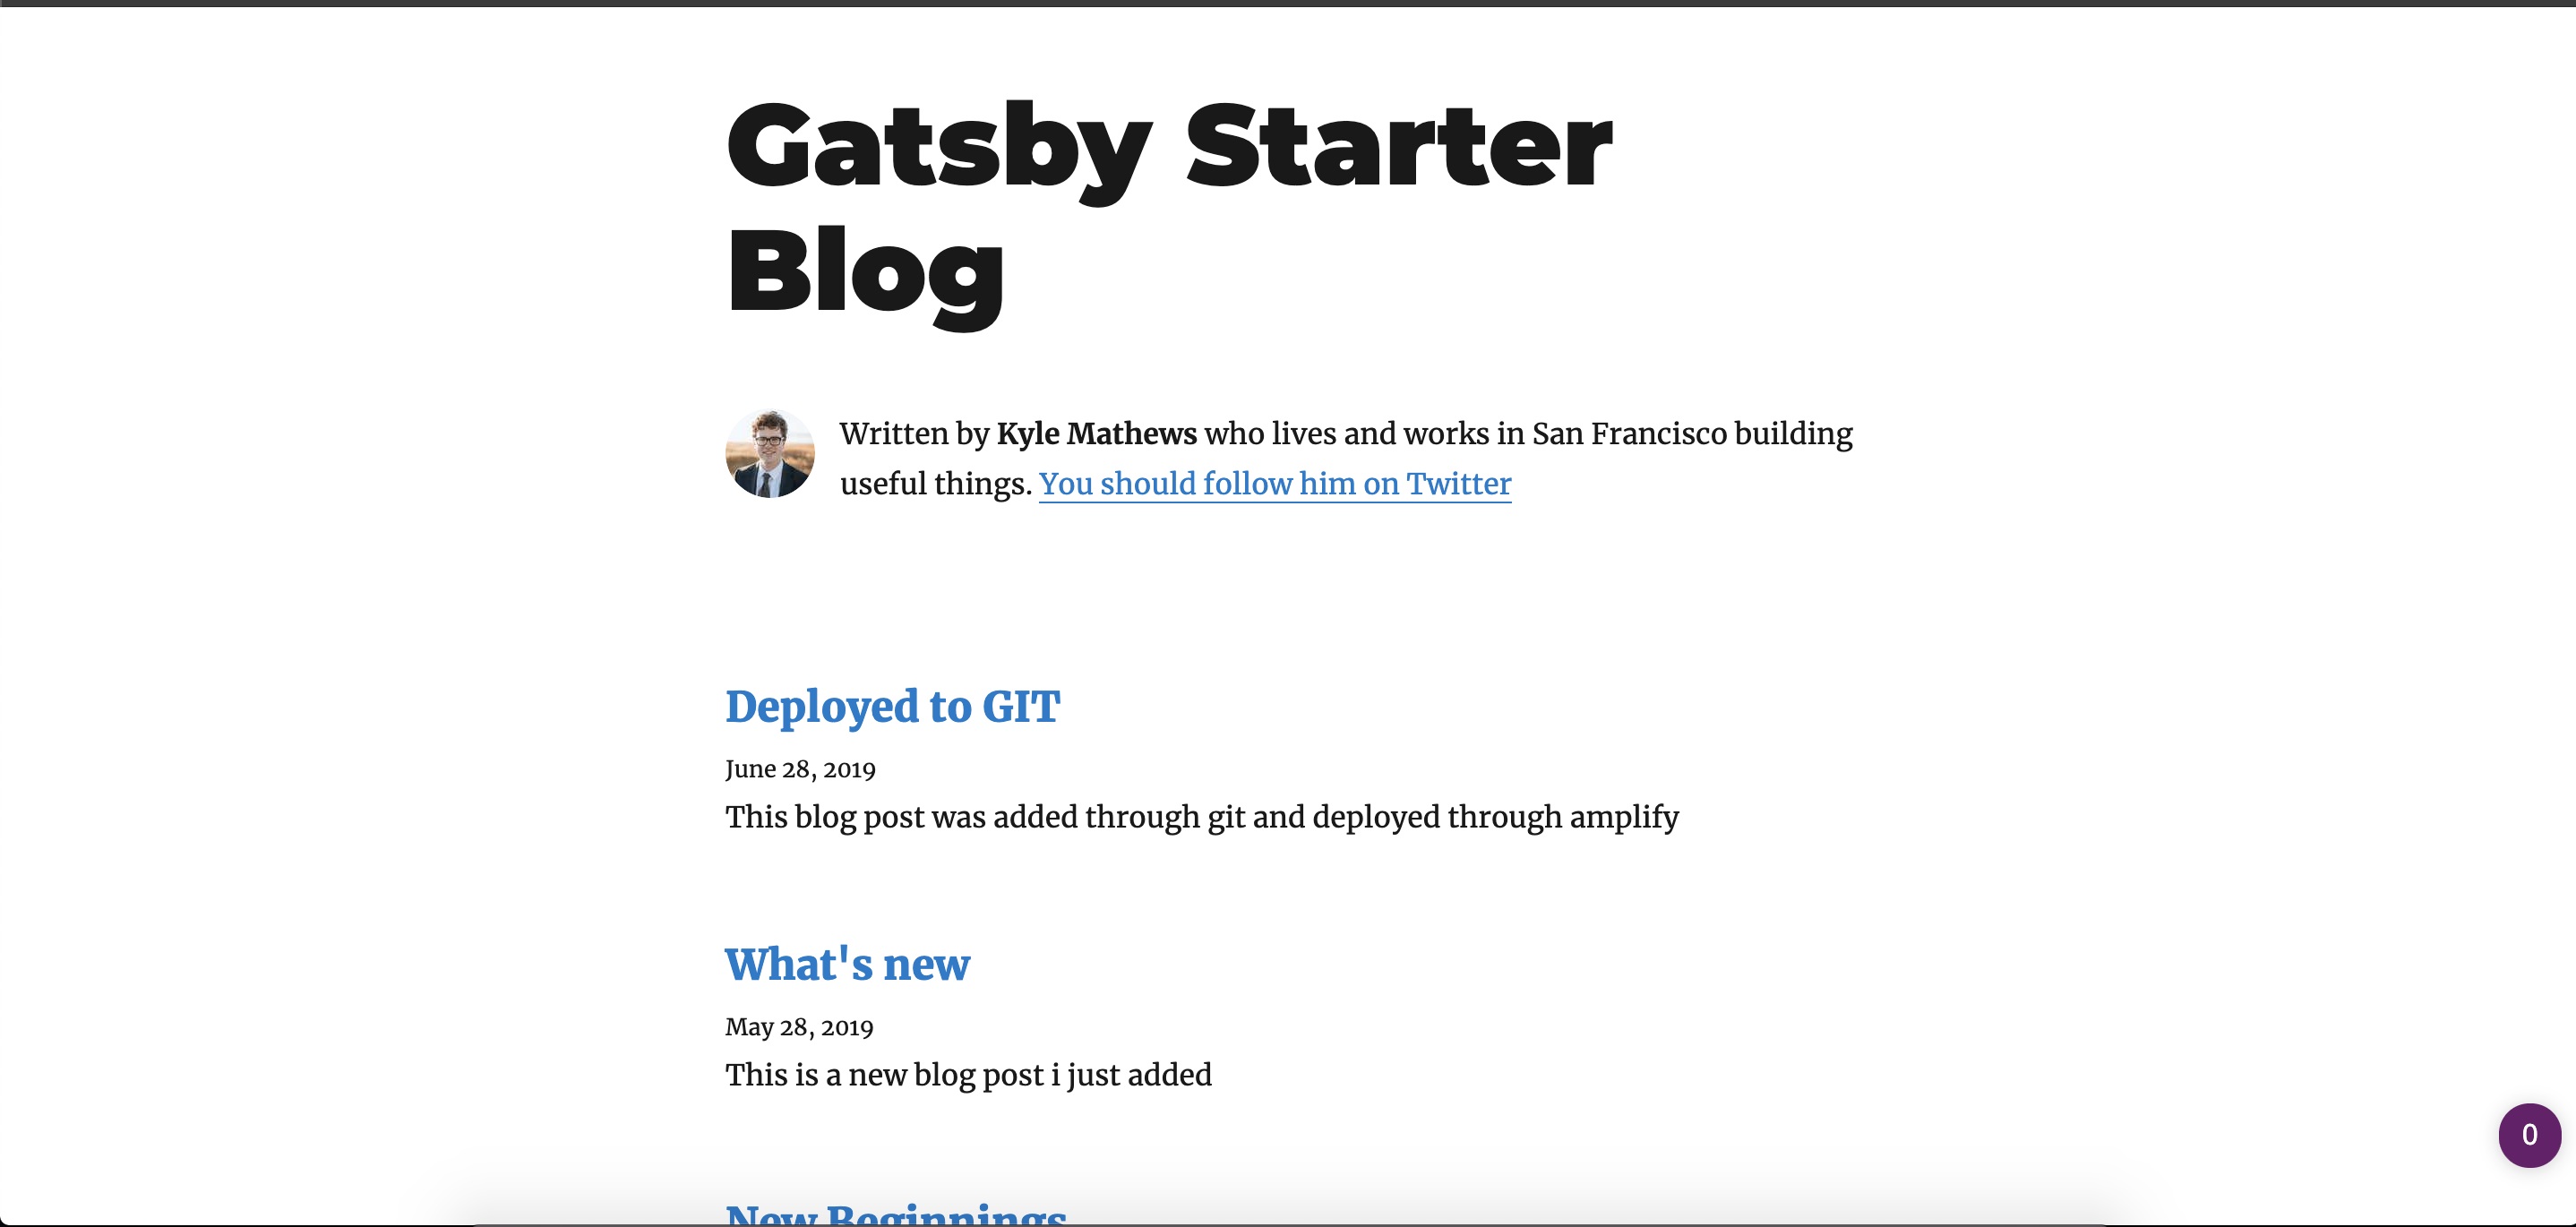 Gatsby Starter
Blog
Written by Kyle Mathews who lives and works in San Francisco building
useful things. You should follow him on Twitter
Deployed to GIT
June 28, 2019
This blog post was added through git and deployed through amplify
What's new
May 28, 2019
This is a new blog post i just added
0
New Beginnings